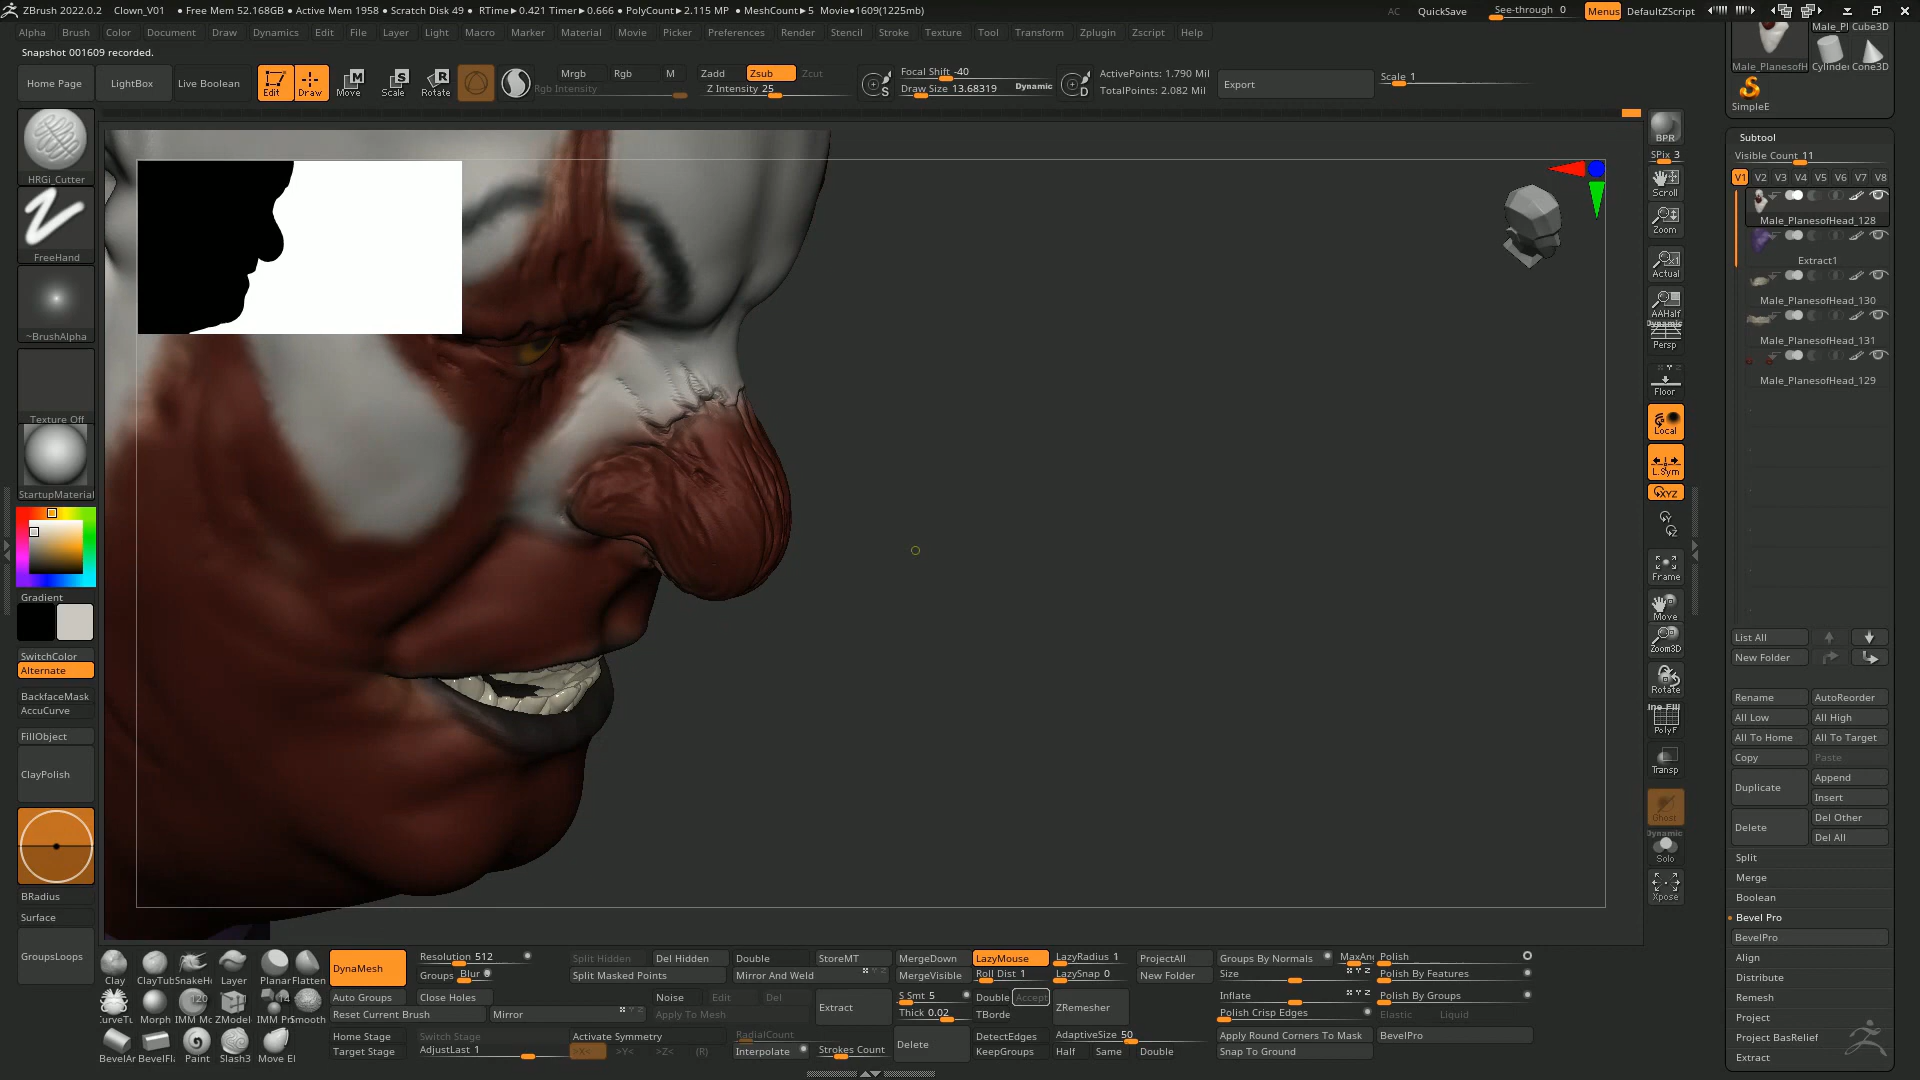 ZBrush 2022.0.2 Clown_V01 • Free Mem 52.168GB • Active Mem 1958 • Scratch Disk 49 • RTime►0.421 Timer►0.666 • PolyCount►2.115 MP • MeshCount►5 Movie•1609(1225mb) AC QuickSave See-through 0 Menus DefaultZScript
Alpha Brush Color Document Draw Dynamics Edit File Layer Light Macro Marker Material Movie Picker Preferences Render Stencil Stroke Texture Tool Transform Zplugin Zscript Help
Snapshot 001609 recorded.
Home Page LightBox Live Boolean Edit Draw Move Scale Rotate
Mrgb Rgb M Zadd Zsub Zcut
Rgb Intensity Z Intensity 25
Focal Shift -40
Draw Size 13.68319 Dynamic
ActivePoints: 1.790 Mil
TotalPoints: 2.082 Mil
Export
Scale 1
HRGi_Cutter
FreeHand
~BrushAlpha
Texture Off
StartupMaterial
Gradient
SwitchColor
Alternate
BackfaceMask
AccuCurve
FillObject
ClayPolish
BRadius
Surface
GroupsLoops
BPR
SPix 3
Scroll
Zoom
Actual
AAHalf
Dynamic
Persp
Floor
Local
L.Sym
XYZ
Frame
Move
Zoom3D
Rotate
Line Fill
PolyF
Transp
Ghost
Dynamic
Solo
Xpose
Male_Pl Cube3D
Male_PlanesofH Cylinde Cone3D
SimpleE
Subtool
Visible Count 11
V1 V2 V3 V4 V5 V6 V7 V8
Male_PlanesofHead_128
Extract1
Male_PlanesofHead_130
Male_PlanesofHead_131
Male_PlanesofHead_129
List All
New Folder
Rename AutoReorder
All Low All High
All To Home All To Target
Copy Paste
Duplicate Append
Insert
Delete Del Other
Del All
Split
Merge
Boolean
Bevel Pro
BevelPro
Align
Distribute
Remesh
Project
Project BasRelief
Extract
Clay ClayTub SnakeHo Layer Planar Flatten
CurveTu Morph IMM Mo ZModel IMM Pr Smooth
BevelAr BevelFl Paint Slash3 Move El
DynaMesh
Resolution 512
Groups Blur
Auto Groups Close Holes
Reset Current Brush Mirror
Home Stage Switch Stage
Target Stage AdjustLast 1
Split Hidden Del Hidden Double StoreMT
Split Masked Points Mirror And Weld
Noise Edit Del
Apply To Mesh
Extract
Activate Symmetry RadialCount
>X< >Y< >Z< (R) Interpolate Strokes Count
MergeDown LazyMouse LazyRadius 1
MergeVisible Roll Dist 1 LazySnap 0
S Smt 5 Double Accept
Thick 0.02 TBorde
ZRemesher
Delete DetectEdges AdaptiveSize 50
KeepGroups Half Same Double
ProjectAll Groups By Normals MaxAn Polish
New Folder Size Polish By Features
Inflate Polish By Groups
Polish Crisp Edges Elastic Liquid
Apply Round Corners To Mask BevelPro
Snap To Ground